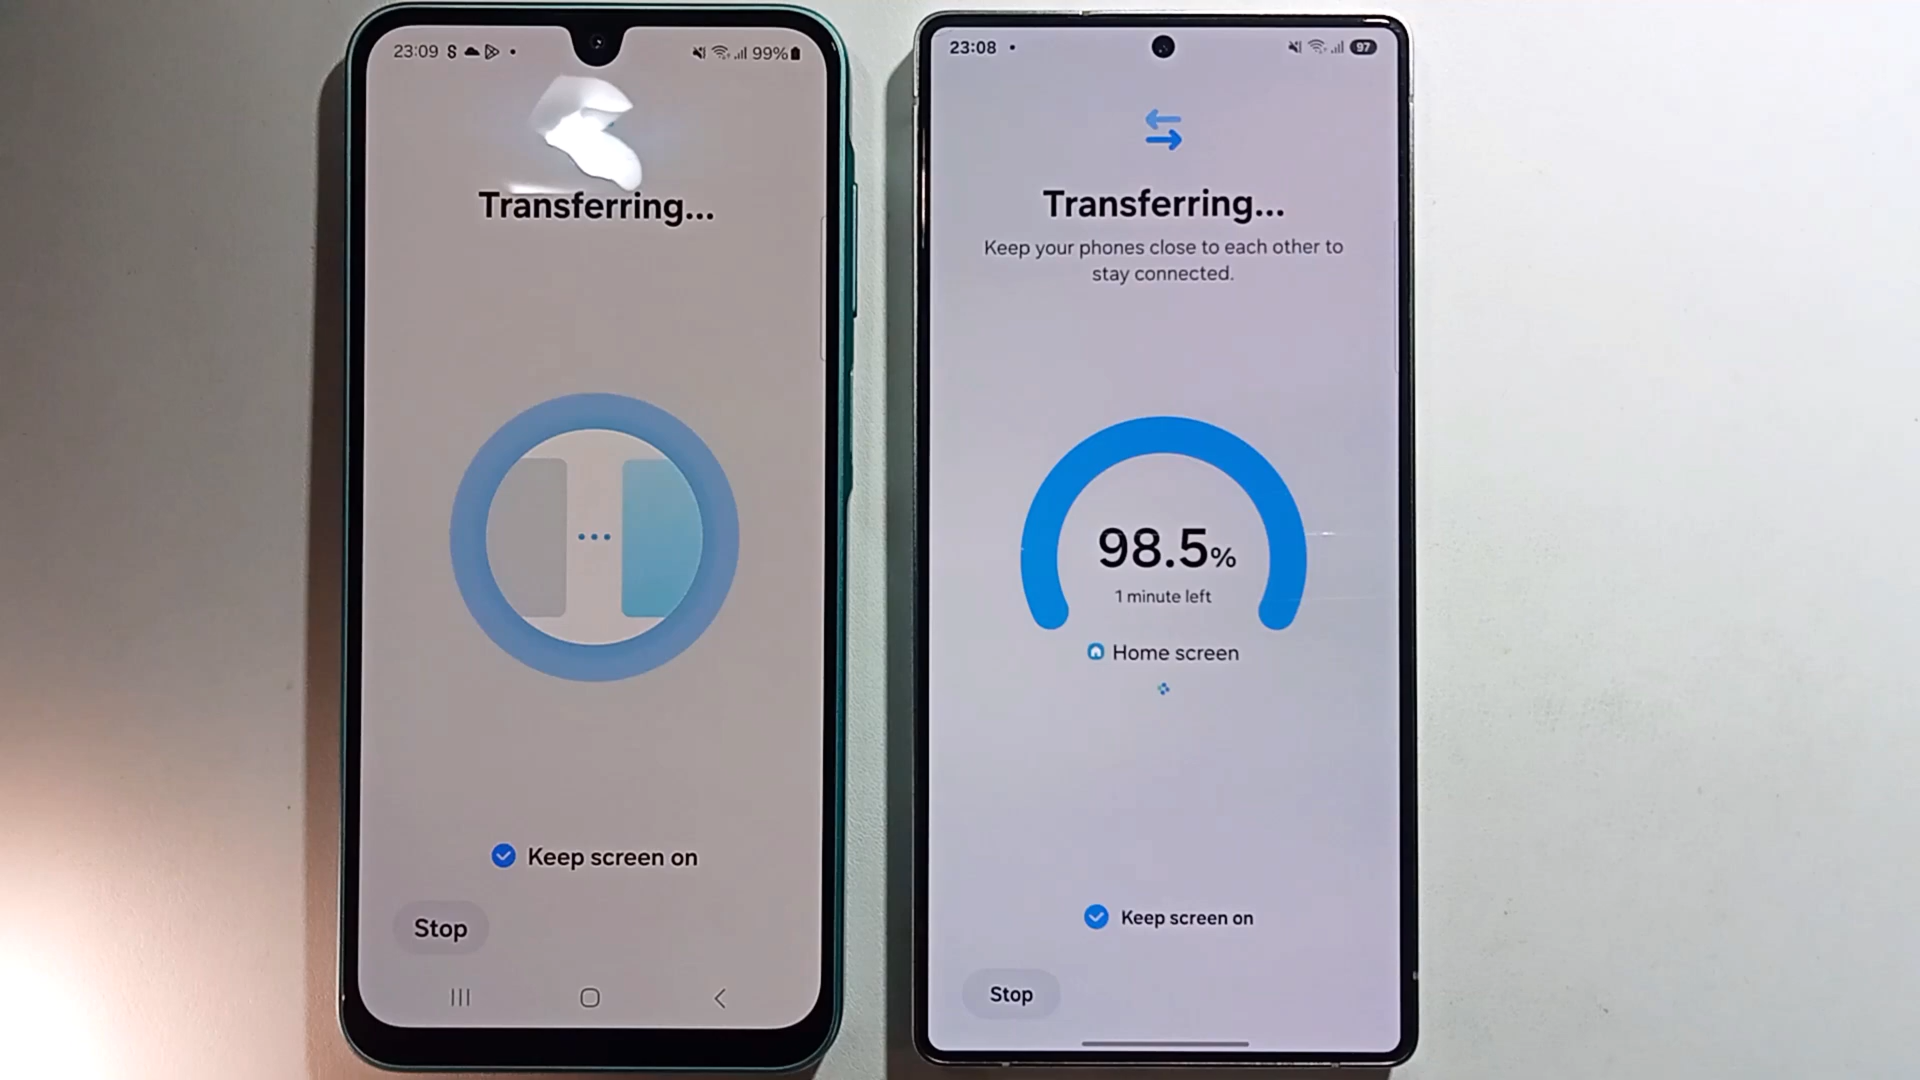 23:09 99%
Transferring...
Keep screen on
Stop
23:08 97
Transferring...
Keep your phones close to each other to
stay connected.
98.5%
1 minute left
Home screen
Keep screen on
Stop